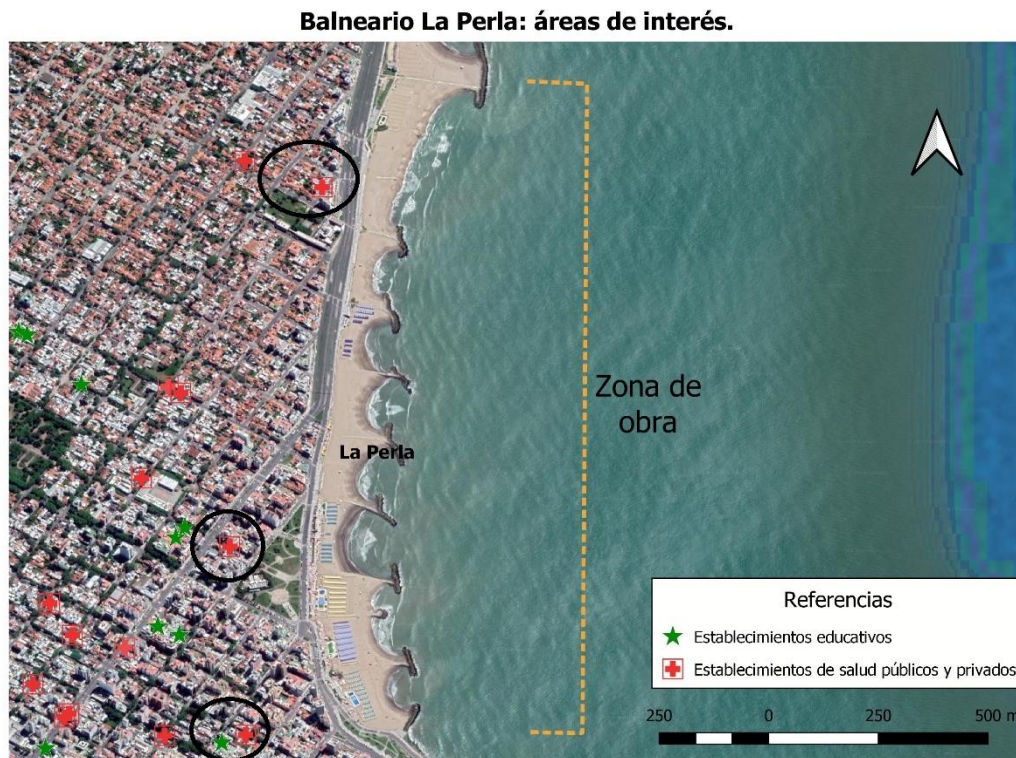 Balneario La Perla: áreas de interés.
Zona de
obra
La Perla
Referencias
Establecimientos educativos
Establecimientos de salud públicos y privados
250 0 250 500 m